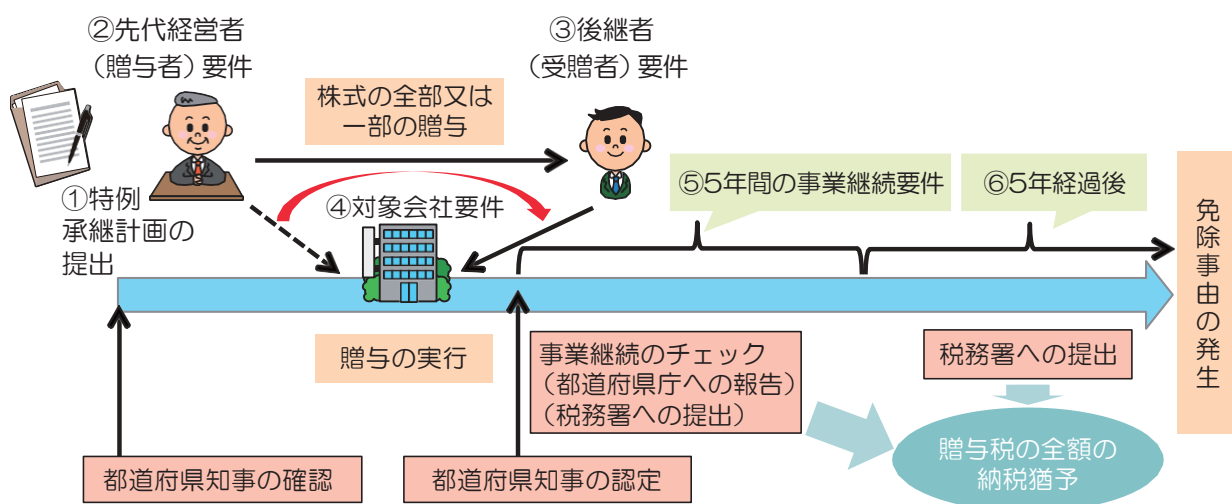 ②先代経営者
(贈与者)要件
③後継者
(受贈者)要件
株式の全部又は
一部の贈与
①特例
承継計画の
提出
④対象会社要件
⑤5年間の事業継続要件
⑥5年経過後
免除事由の発生
贈与の実行
事業継続のチェック
(都道府県庁への報告)
(税務署への提出)
税務署への提出
贈与税の全額の
納税猶予
都道府県知事の確認
都道府県知事の認定